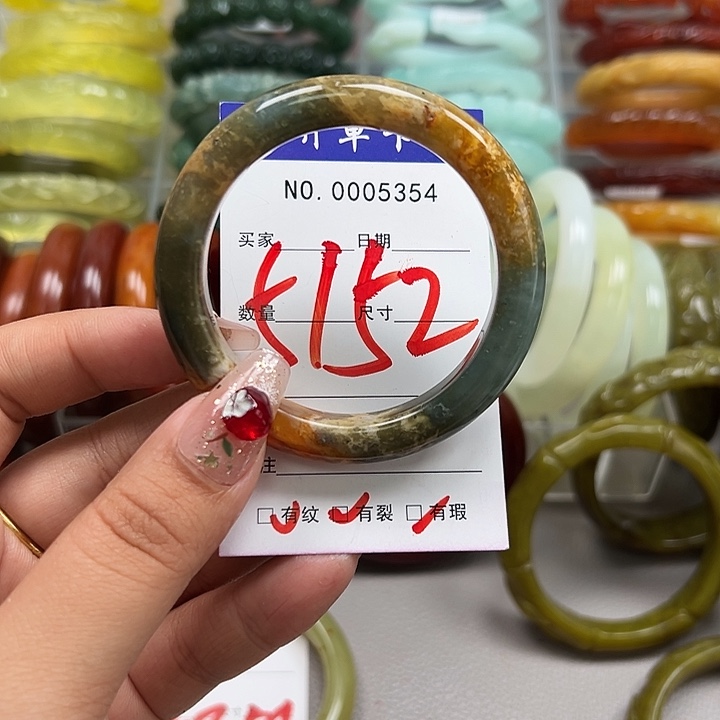 NO. 0005354
买家 日期
152
数量 尺寸
注
有纹 有裂 有瑕